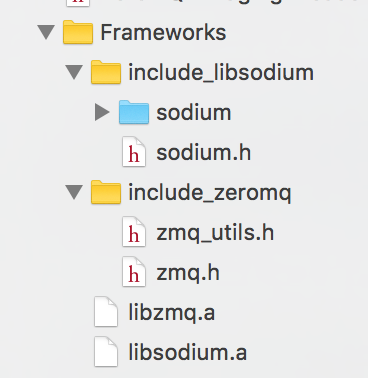 Frameworks
include_libsodium
sodium
h sodium.h
include_zeromq
h zmq_utils.h
h zmq.h
libzmq.a
libsodium.a